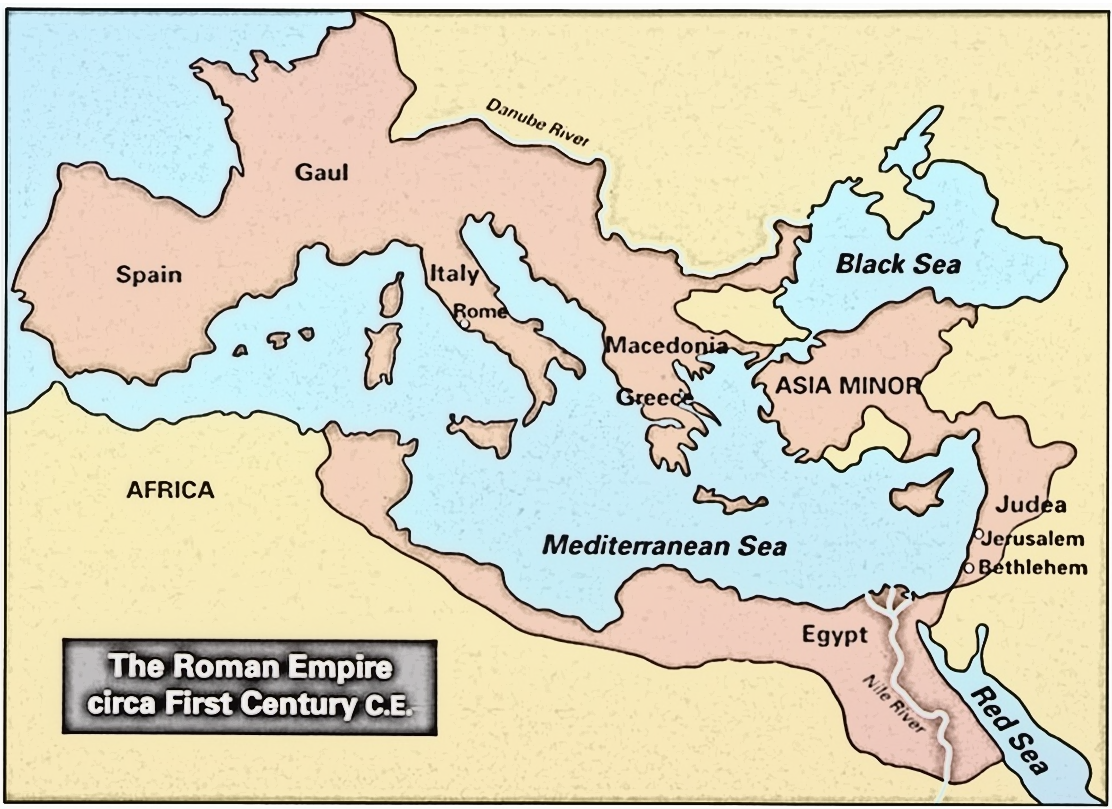 Danube River
Gaul
Black Sea
Spain
Italy
Rome
Macedonia
ASIA MINOR
Greece
AFRICA
Judea
Jerusalem
Mediterranean Sea
Bethlehem
Egypt
The Roman Empire
circa First Century C.E.
Nile River
Red Sea